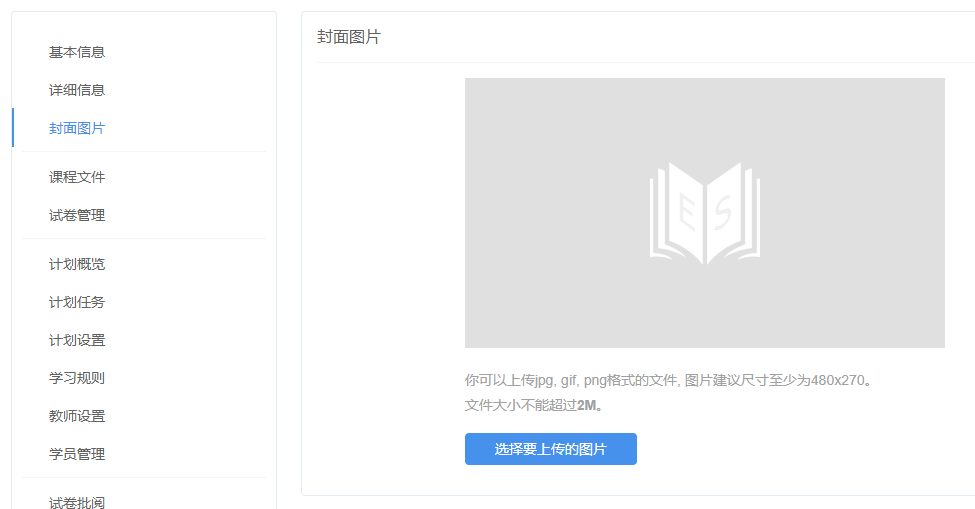 基本信息
详细信息
封面图片
课程文件
试卷管理
计划概览
计划任务
计划设置
学习规则
教师设置
学员管理
试卷批阅
封面图片
E S
你可以上传jpg, gif, png格式的文件, 图片建议尺寸至少为480x270。
文件大小不能超过2M。
选择要上传的图片